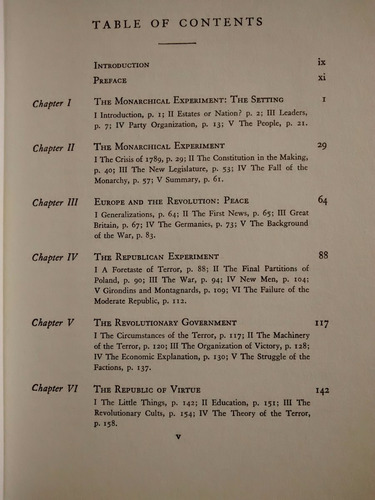 TABLE OF CONTENTS
INTRODUCTION ix
PREFACE xi
Chapter I THE MONARCHICAL EXPERIMENT: THE SETTING 1
I Introduction, p. 1; II Estates or Nation? p. 2; III Leaders,
p. 7; IV Party Organization, p. 13; V The People, p. 21.
Chapter II THE MONARCHICAL EXPERIMENT 29
I The Crisis of 1789, p. 29; II The Constitution in the Making,
p. 40; III The New Legislature, p. 53; IV The Fall of the
Monarchy, p. 57; V Summary, p. 61.
Chapter III EUROPE AND THE REVOLUTION: PEACE 64
I Generalizations, p. 64; II The First News, p. 65; III Great
Britain, p. 67; IV The Germanies, p. 73; V The Background
of the War, p. 83.
Chapter IV THE REPUBLICAN EXPERIMENT 88
I A Foretaste of Terror, p. 88; II The Final Partitions of
Poland, p. 90; III The War, p. 94; IV New Men, p. 104;
V Girondins and Montagnards, p. 109; VI The Failure of the
Moderate Republic, p. 112.
Chapter V THE REVOLUTIONARY GOVERNMENT 117
I The Circumstances of the Terror, p. 117; II The Machinery
of the Terror, p. 120; III The Organization of Victory, p. 128;
IV The Economic Explanation, p. 130; V The Struggle of the
Factions, p. 137.
Chapter VI THE REPUBLIC OF VIRTUE 142
I The Little Things, p. 142; II Education, p. 151; III The
Revolutionary Cults, p. 154; IV The Theory of the Terror,
p. 158.
v